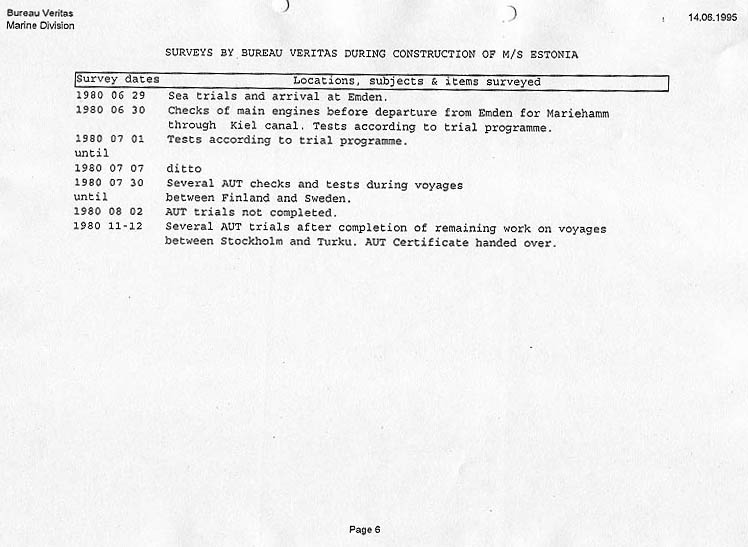 Bureau Veritas
Marine Division
14.06.1995
SURVEYS BY BUREAU VERITAS DURING CONSTRUCTION OF M/S ESTONIA
Survey dates Locations, subjects & items surveyed
1980 06 29 Sea trials and arrival at Emden.
1980 06 30 Checks of main engines before departure from Emden for Mariehamm
through Kiel canal. Tests according to trial programme.
1980 07 01 Tests according to trial programme.
until
1980 07 07 ditto
1980 07 30 Several AUT checks and tests during voyages
until between Finland and Sweden.
1980 08 02 AUT trials not completed.
1980 11-12 Several AUT trials after completion of remaining work on voyages
between Stockholm and Turku. AUT Certificate handed over.
Page 6